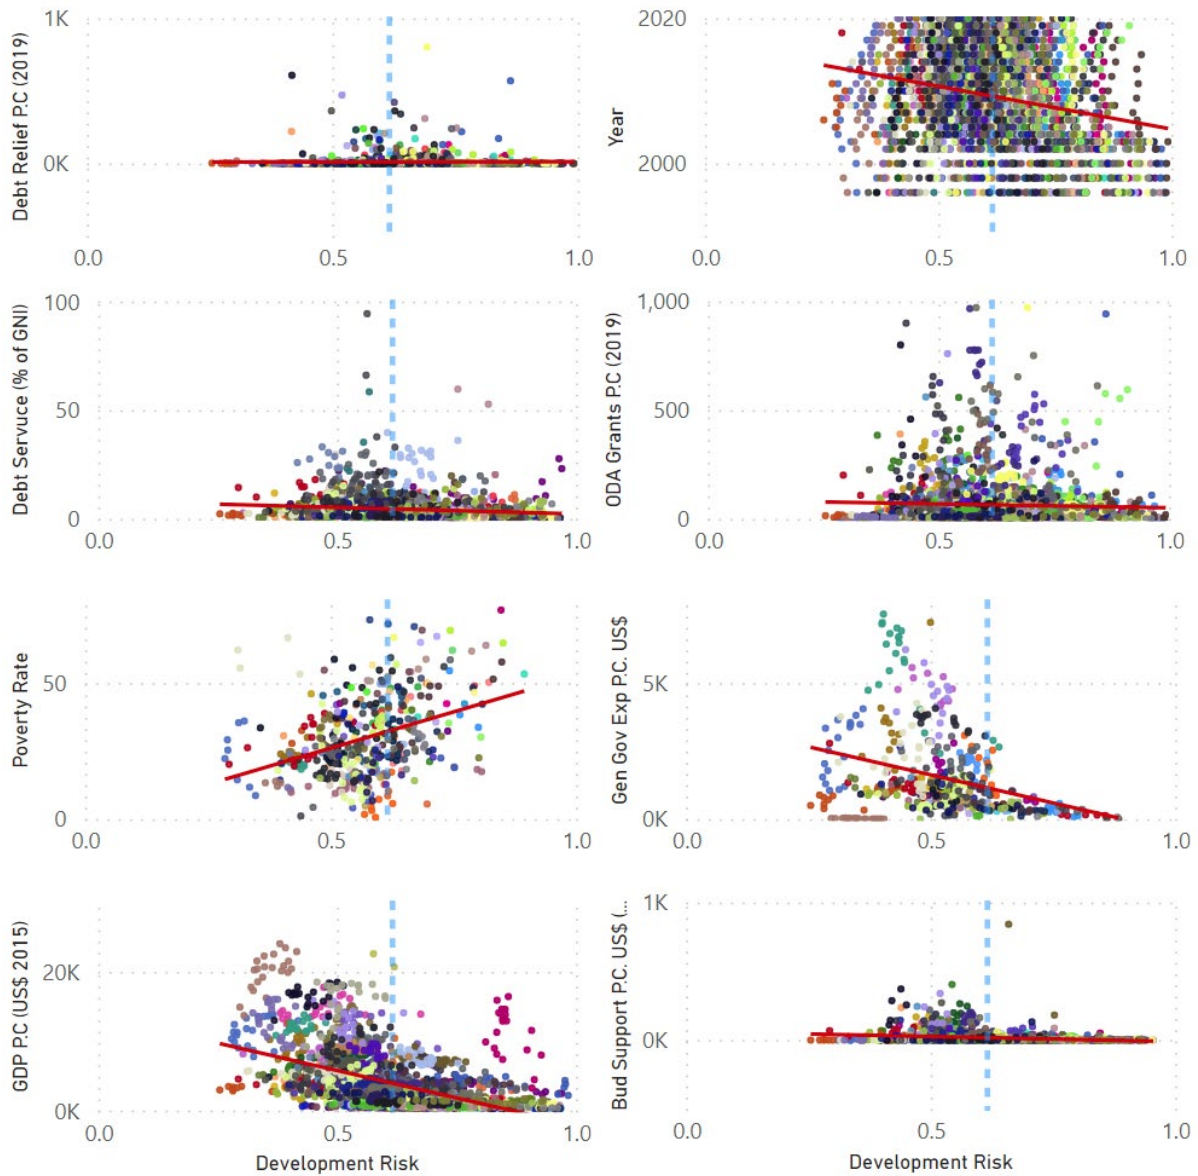 Debt Relief P.C (2019)
1K
0K
0.0
0.5
1.0
Year
2020
2000
0.0
0.5
1.0
Debt Servuce (% of GNI)
100
50
0
0.0
0.5
1.0
ODA Grants P.C (2019)
1,000
500
0
0.0
0.5
1.0
Poverty Rate
50
0
0.0
0.5
1.0
Gen Gov Exp P.C. US$
5K
0K
0.0
0.5
1.0
GDP P.C (US$ 2015)
20K
10K
0K
0.0
0.5
1.0
Development Risk
Bud Support P.C. US$ (...
1K
0K
0.0
0.5
1.0
Development Risk